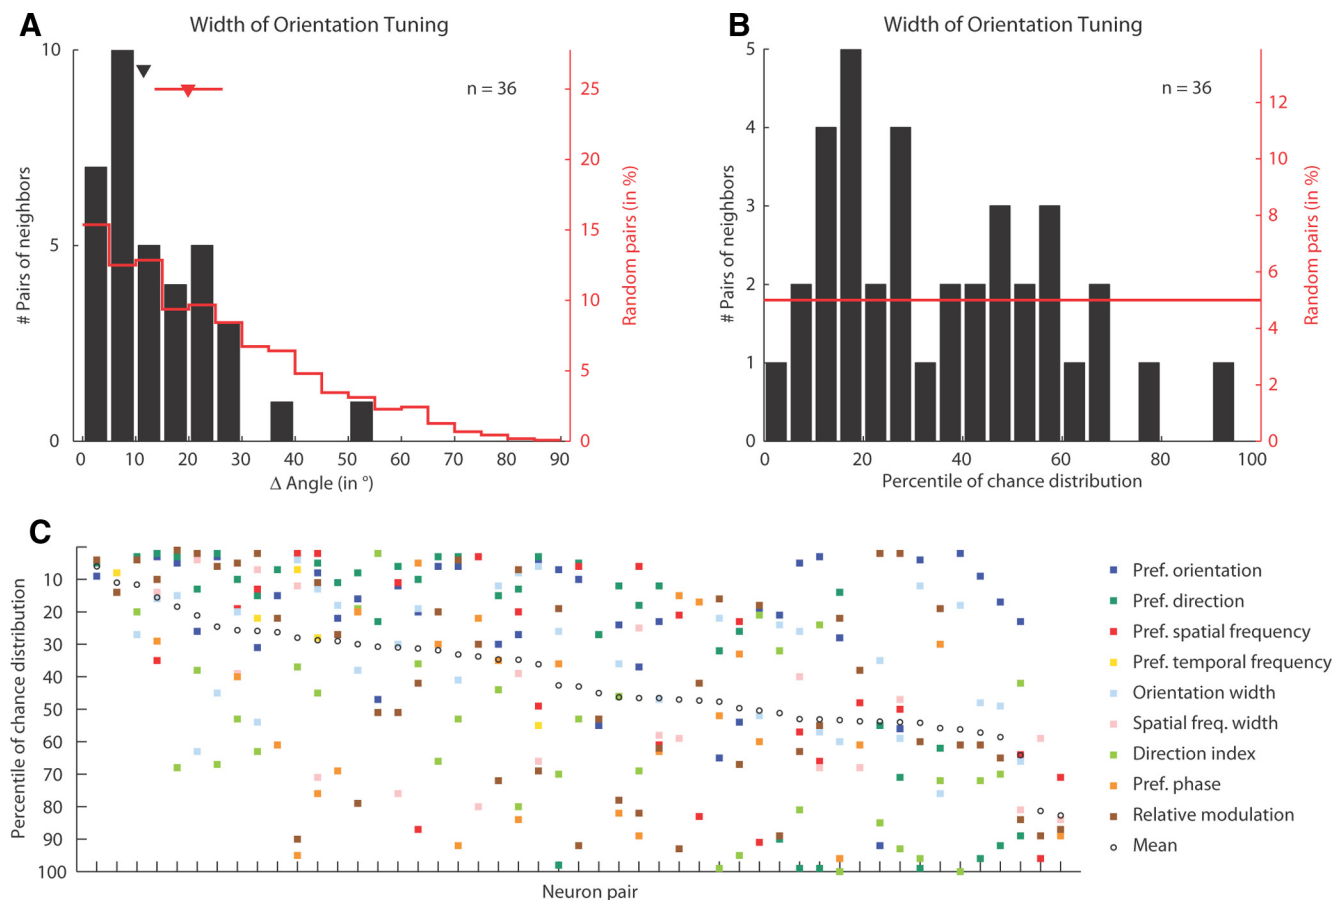 A
Width of Orientation Tuning
n = 36
# Pairs of neighbors
10
5
0
Random pairs (in %)
25
20
15
10
5
0
0 10 20 30 40 50 60 70 80 90
Δ Angle (in °)
B
Width of Orientation Tuning
n = 36
# Pairs of neighbors
5
4
3
2
1
0
Random pairs (in %)
12
10
8
6
4
2
0
0 20 40 60 80 100
Percentile of chance distribution
C
Percentile of chance distribution
10
20
30
40
50
60
70
80
90
100
Neuron pair
Pref. orientation
Pref. direction
Pref. spatial frequency
Pref. temporal frequency
Orientation width
Spatial freq. width
Direction index
Pref. phase
Relative modulation
Mean